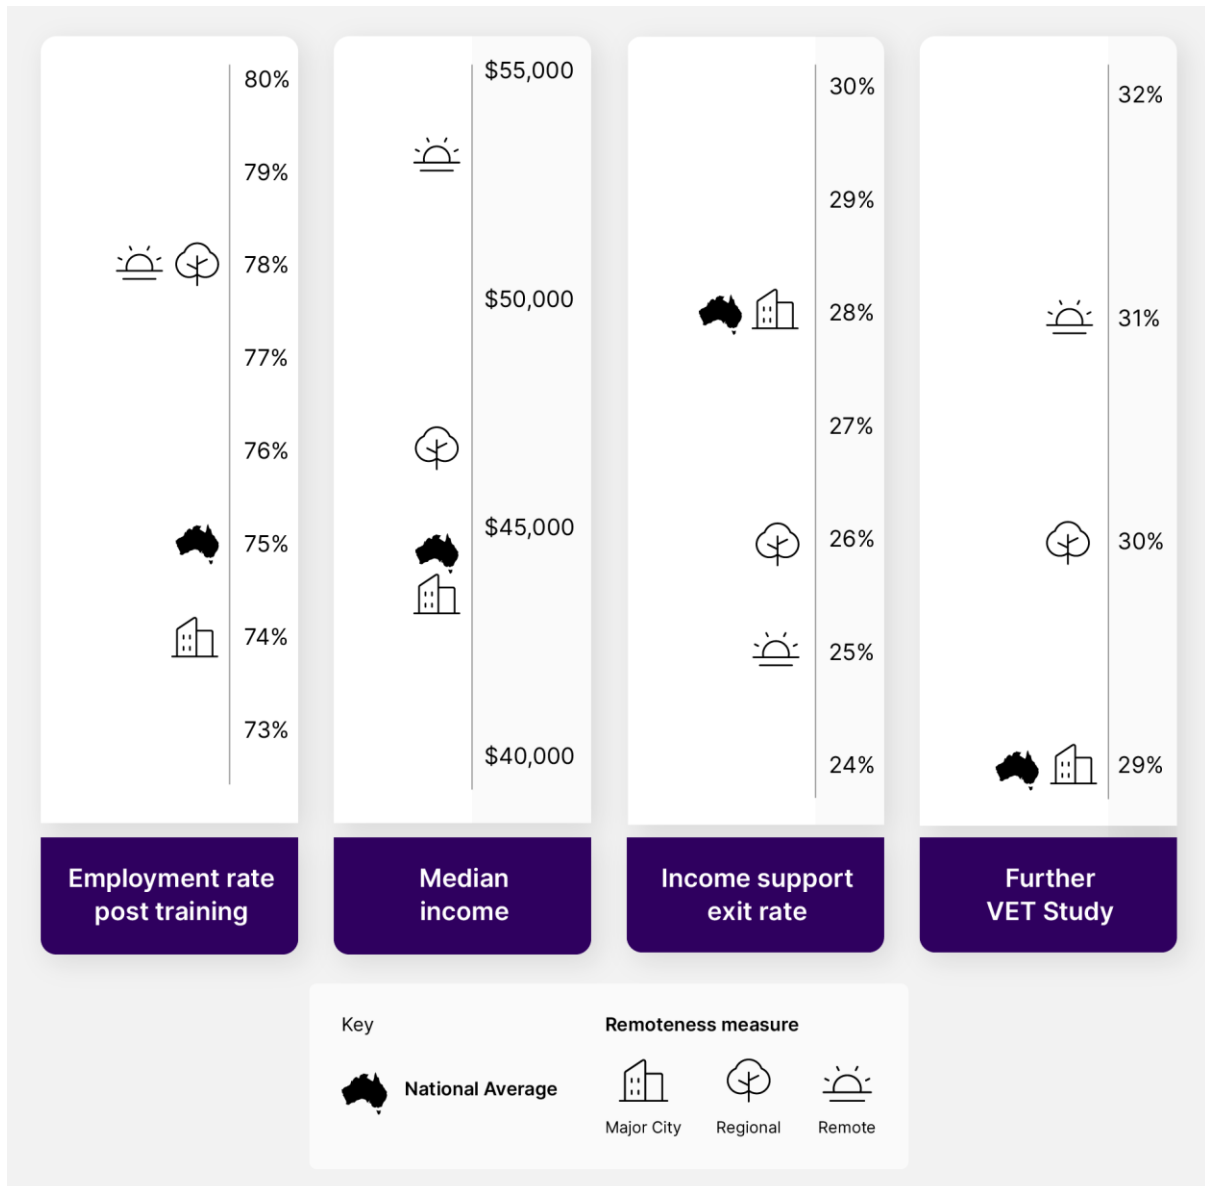 80%
79%
78%
77%
76%
75%
74%
73%
Employment rate
post training
$55,000
$50,000
$45,000
$40,000
Median
income
30%
29%
28%
27%
26%
25%
24%
Income support
exit rate
32%
31%
30%
29%
Further
VET Study
Key
National Average
Remoteness measure
Major City
Regional
Remote